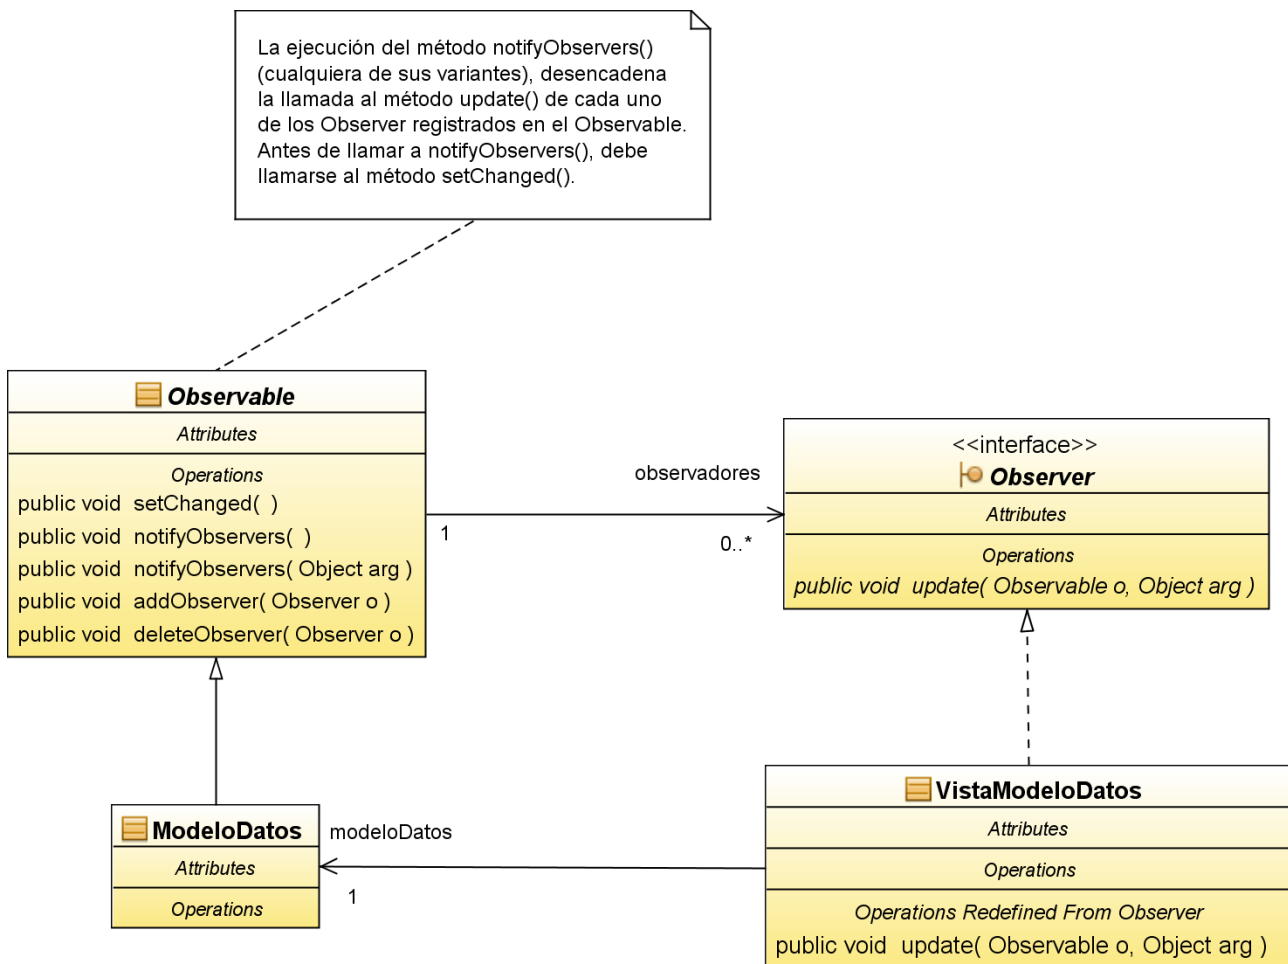 La ejecución del método notifyObservers()
(cualquiera de sus variantes), desencadena
la llamada al método update() de cada uno
de los Observer registrados en el Observable.
Antes de llamar a notifyObservers(), debe
llamarse al método setChanged().
Observable
Attributes
Operations
public void setChanged( )
public void notifyObservers( )
public void notifyObservers( Object arg )
public void addObserver( Observer o )
public void deleteObserver( Observer o )
observadores
1
0..*
<<interface>>
Observer
Attributes
Operations
public void update( Observable o, Object arg )
ModeloDatos
Attributes
Operations
modeloDatos
1
VistaModeloDatos
Attributes
Operations
Operations Redefined From Observer
public void update( Observable o, Object arg )